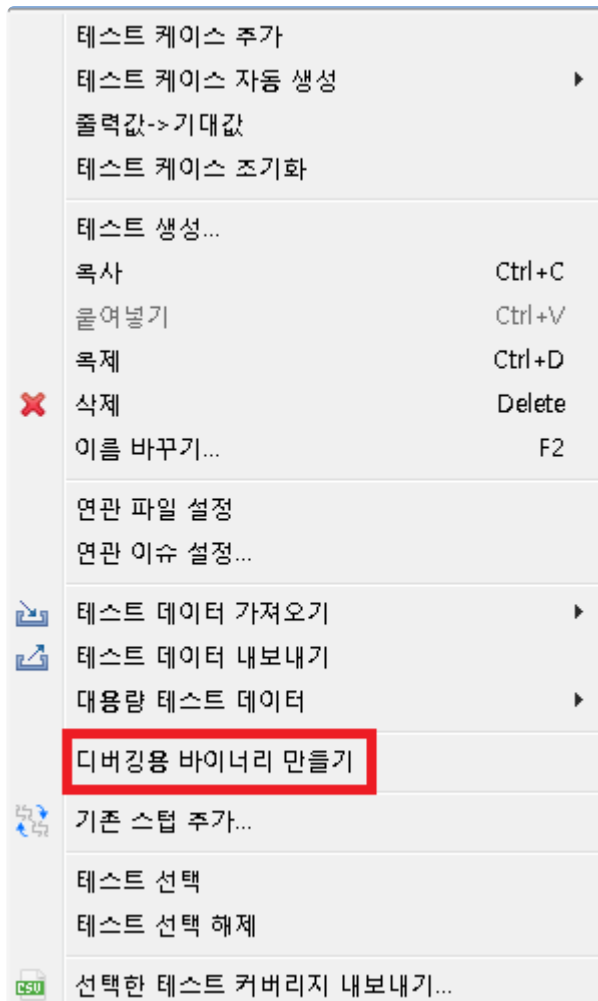 테스트 케이스 추가
테스트 케이스 자동 생성
출력값->기대값
테스트 케이스 초기화
테스트 생성...
복사 Ctrl+C
붙여넣기 Ctrl+V
복제 Ctrl+D
삭제 Delete
이름 바꾸기... F2
연관 파일 설정
연관 이슈 설정...
테스트 데이터 가져오기
테스트 데이터 내보내기
대용량 테스트 데이터
디버깅용 바이너리 만들기
기존 스텁 추가...
테스트 선택
테스트 선택 해제
CSV 선택한 테스트 커버리지 내보내기...